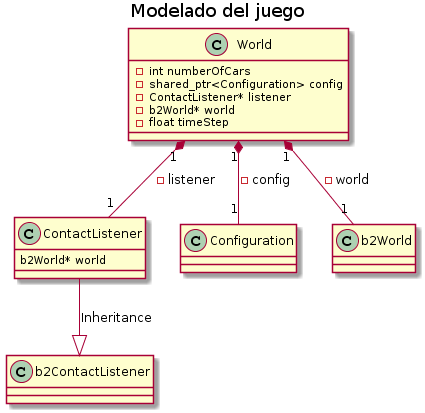 Modelado del juego
C World
int numberOfCars
shared_ptr<Configuration> config
ContactListener* listener
b2World* world
float timeStep
1 1 1
listener config world
1 1 1
C ContactListener
b2World* world
C Configuration
C b2World
Inheritance
C b2ContactListener